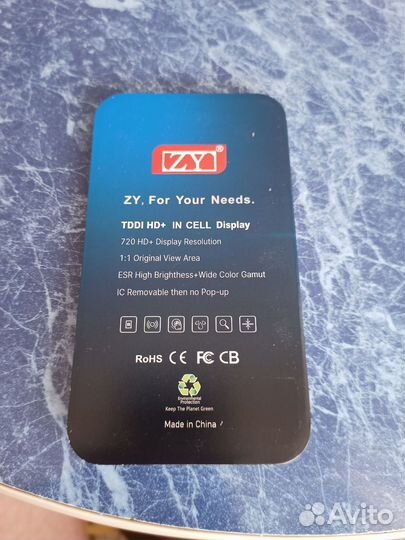 ZY®
ZY, For Your Needs.
TDDI HD+ IN CELL Display
720 HD+ Display Resolution
1:1 Original View Area
ESR High Brightness+Wide Color Gamut
IC Removable then no Pop-up
RoHS CE FC CB
Environmental
Protection
Keep The Planet Green
Made in China
Avito